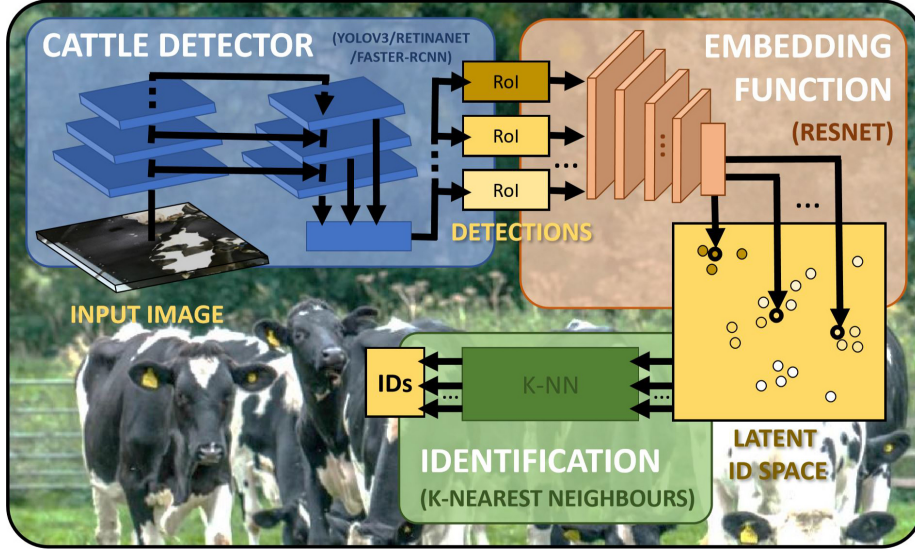 CATTLE DETECTOR
(YOLOV3/RETINANET
/FASTER-RCNN)
RoI
RoI
RoI
...
DETECTIONS
INPUT IMAGE
EMBEDDING
FUNCTION
(RESNET)
...
LATENT
ID SPACE
K-NN
IDs
...
...
IDENTIFICATION
(K-NEAREST NEIGHBOURS)